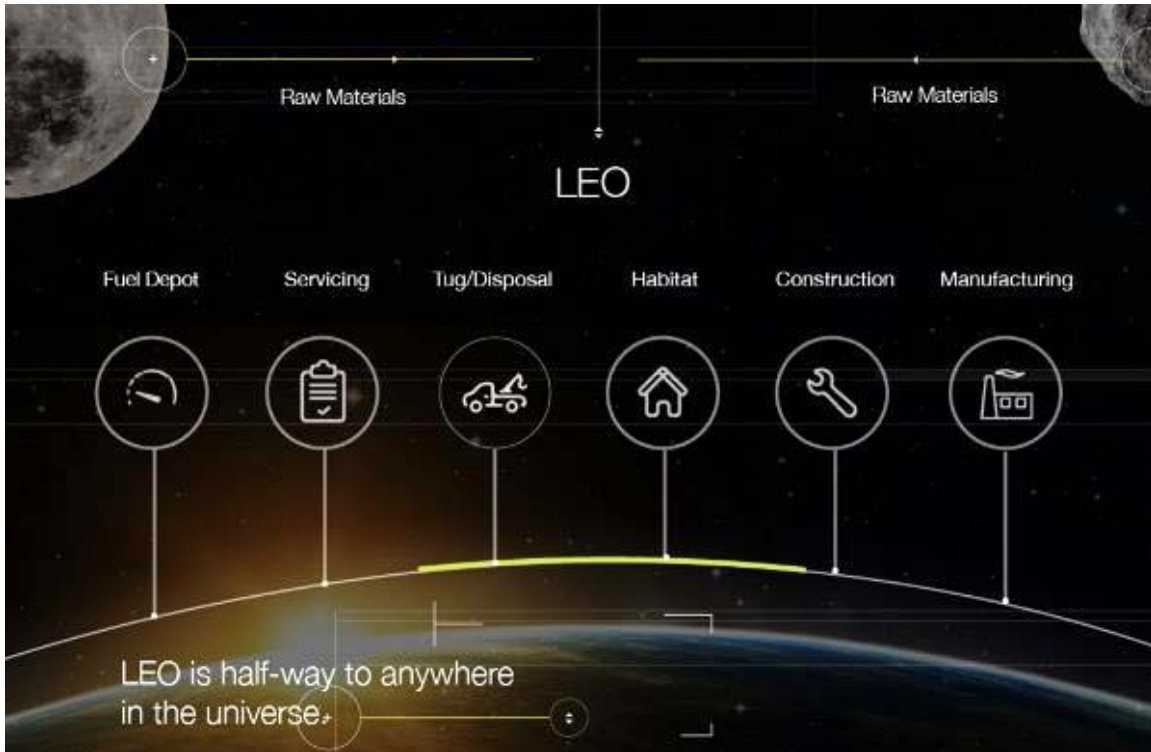 Raw Materials
Raw Materials
LEO
Fuel Depot
Servicing
Tug/Disposal
Habitat
Construction
Manufacturing
LEO is half-way to anywhere
in the universe.